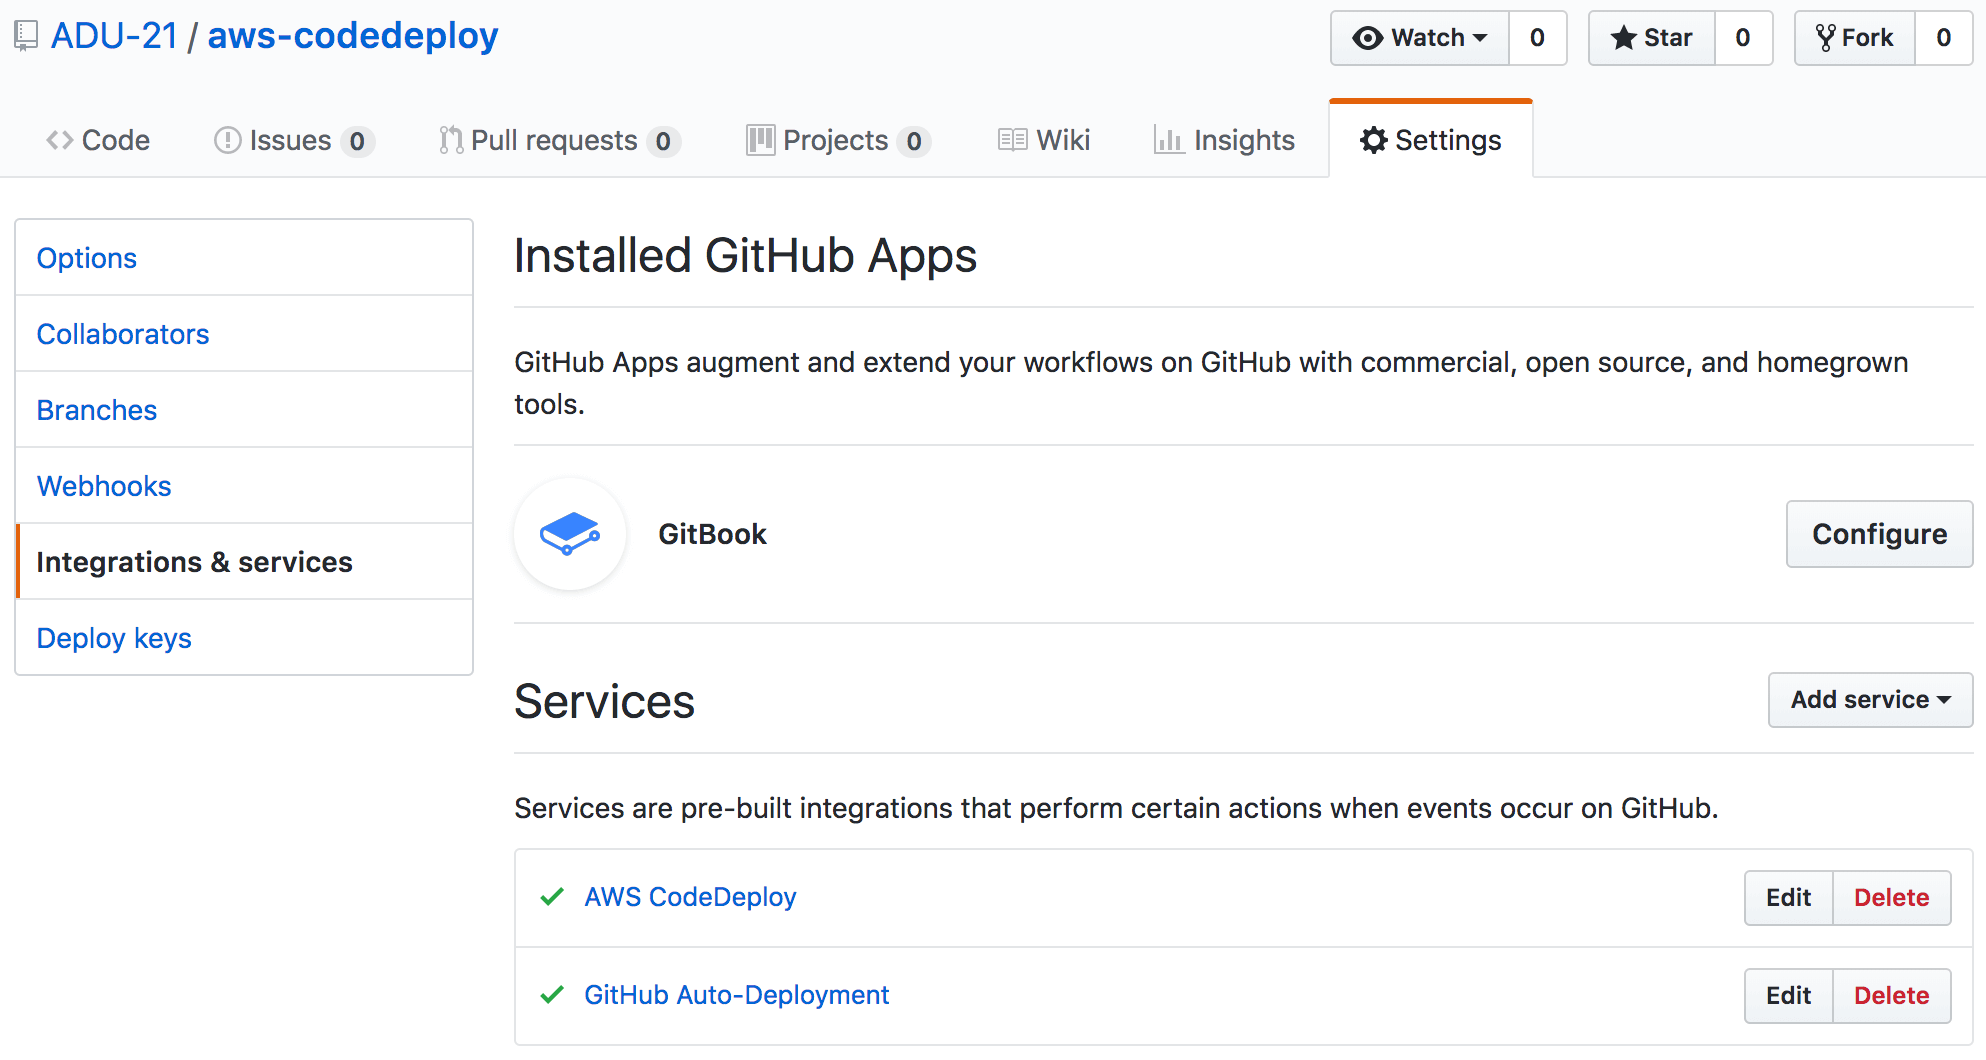 ADU-21 / aws-codedeploy
Watch 0 Star 0 Fork 0
Code Issues 0 Pull requests 0 Projects 0 Wiki Insights Settings
Options
Collaborators
Branches
Webhooks
Integrations & services
Deploy keys
Installed GitHub Apps
GitHub Apps augment and extend your workflows on GitHub with commercial, open source, and homegrown
tools.
GitBook Configure
Services Add service
Services are pre-built integrations that perform certain actions when events occur on GitHub.
AWS CodeDeploy Edit Delete
GitHub Auto-Deployment Edit Delete